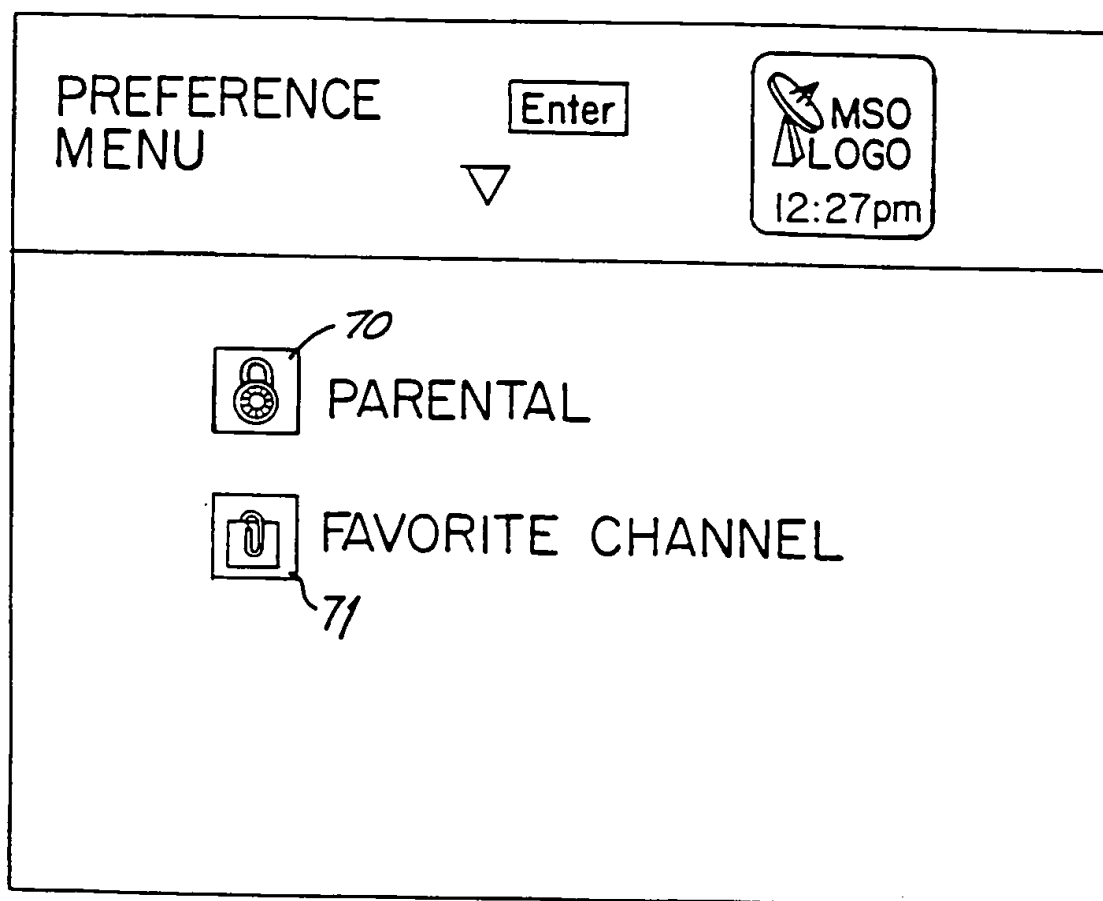 PREFERENCE
MENU
Enter
MSO
LOGO
12:27pm
70
PARENTAL
FAVORITE CHANNEL
71